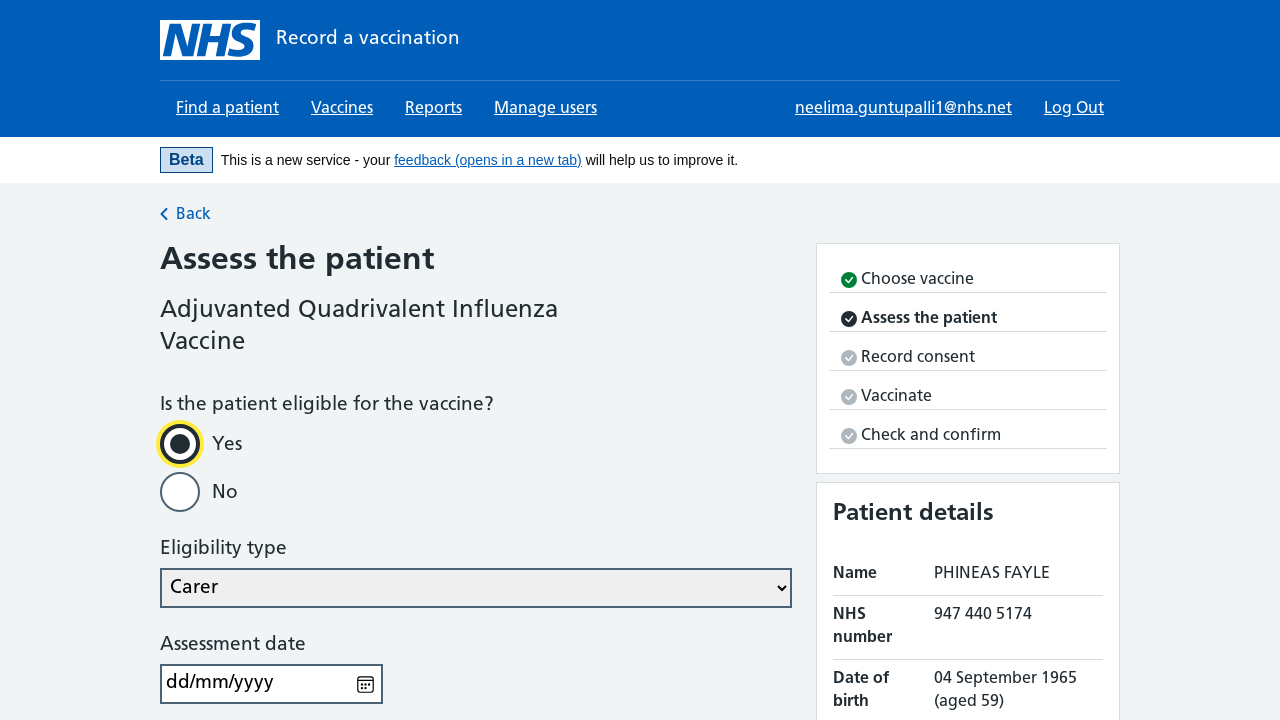 NHS Record a vaccination
Find a patient Vaccines Reports Manage users neelima.guntupalli1@nhs.net Log Out
Beta This is a new service - your feedback (opens in a new tab) will help us to improve it.
Back
Assess the patient
Adjuvanted Quadrivalent Influenza
Vaccine
Is the patient eligible for the vaccine?
Yes
No
Eligibility type
Carer
Assessment date
dd/mm/yyyy
Choose vaccine
Assess the patient
Record consent
Vaccinate
Check and confirm
Patient details
Name PHINEAS FAYLE
NHS number 947 440 5174
Date of birth 04 September 1965 (aged 59)